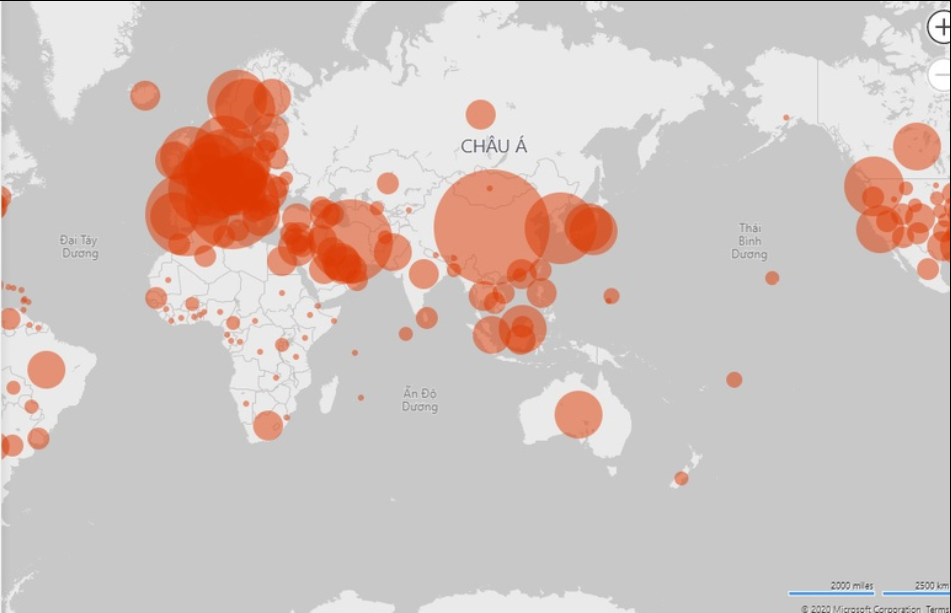 CHÂU Á
Đại Tây
Dương
Thái
Bình
Dương
Ấn Độ
Dương
2000 miles
2500 km
© 2020 Microsoft Corporation Terms